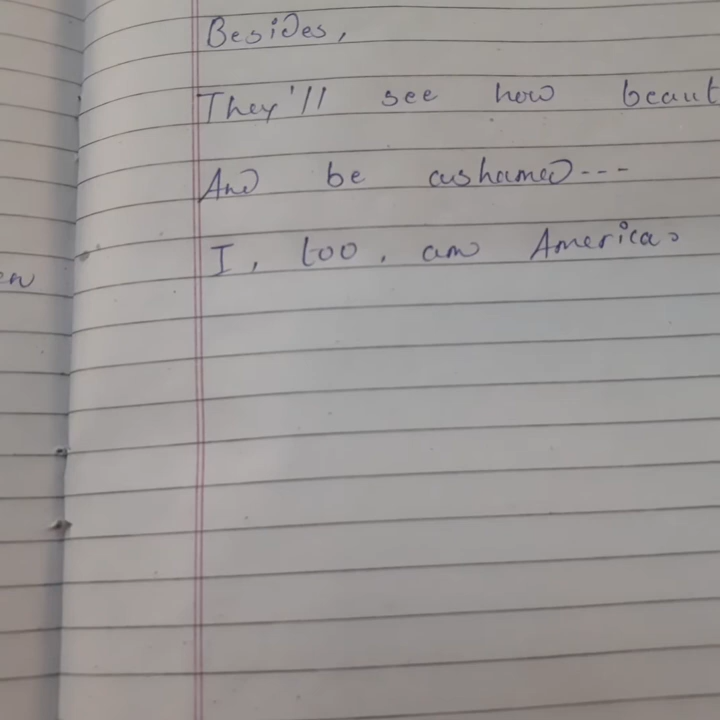 Besides,
They'll see how beaut
And be ashamed---
I, too, am America.